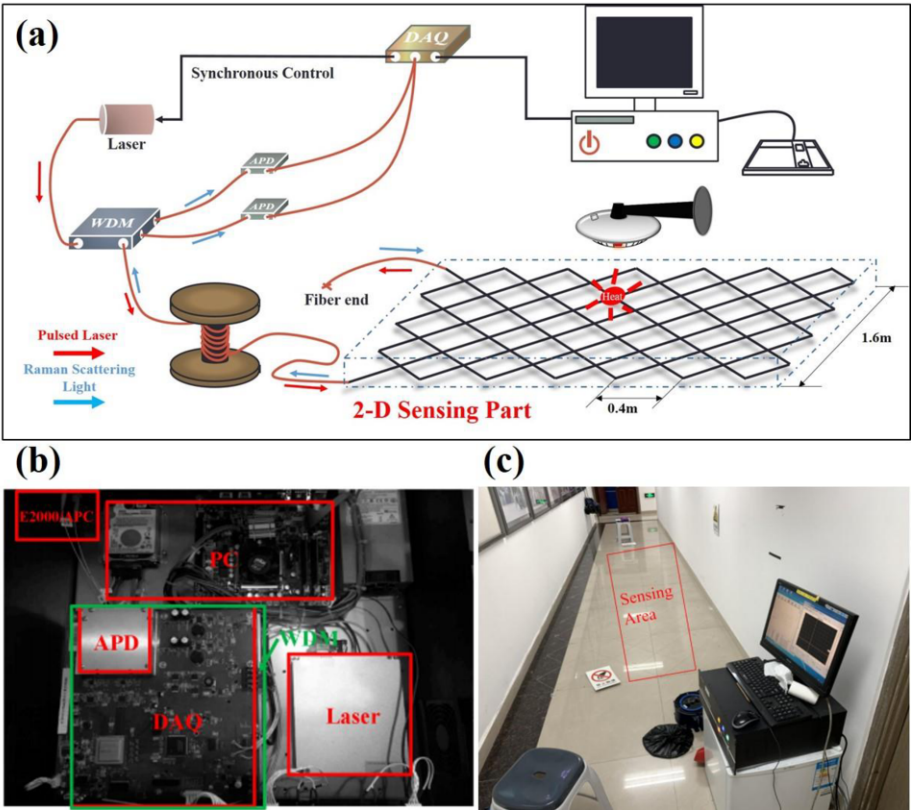 (a)
DAQ
Synchronous Control
Laser
APD
APD
WDM
Fiber end
Heat
Pulsed Laser
Raman Scattering
Light
1.6m
0.4m
2-D Sensing Part
(b)
(c)
E2000/APC
PC
APD
WDM
DAQ
Laser
Sensing
Area